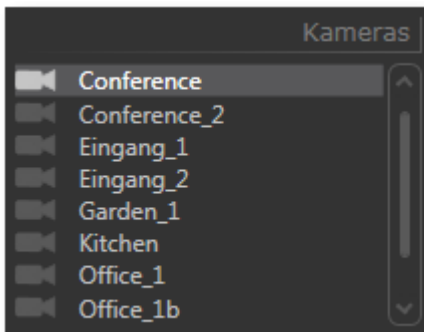 Kameras
Conference
Conference_2
Eingang_1
Eingang_2
Garden_1
Kitchen
Office_1
Office_1b